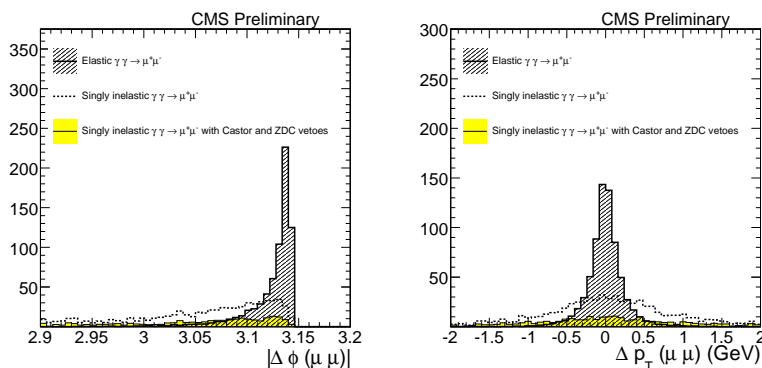 CMS Preliminary
350
300
250
200
150
100
50
Elastic γ γ → μ⁺μ⁻
Singly inelastic γ γ → μ⁺μ⁻
Singly inelastic γ γ → μ⁺μ⁻ with Castor and ZDC vetoes
2.9 2.95 3 3.05 3.1 3.15 3.2
|Δ ϕ (μ μ)|
CMS Preliminary
300
250
200
150
100
50
Elastic γ γ → μ⁺μ⁻
Singly inelastic γ γ → μ⁺μ⁻
Singly inelastic γ γ → μ⁺μ⁻ with Castor and ZDC vetoes
-2 -1.5 -1 -0.5 0 0.5 1 1.5 2
Δ p_T (μ μ) (GeV)